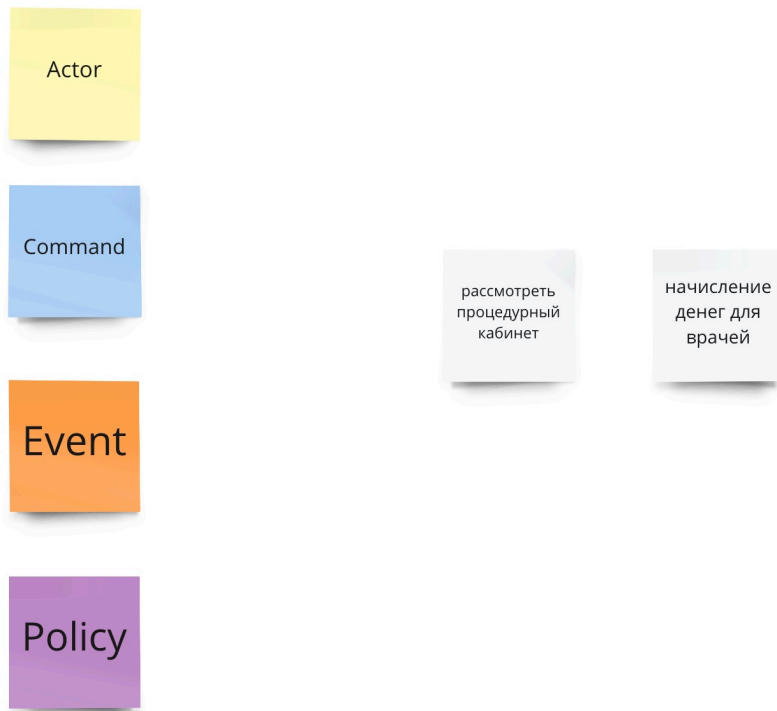 Actor
Command
рассмотреть
процедурный
кабинет
начисление
денег для
врачей
Event
Policy